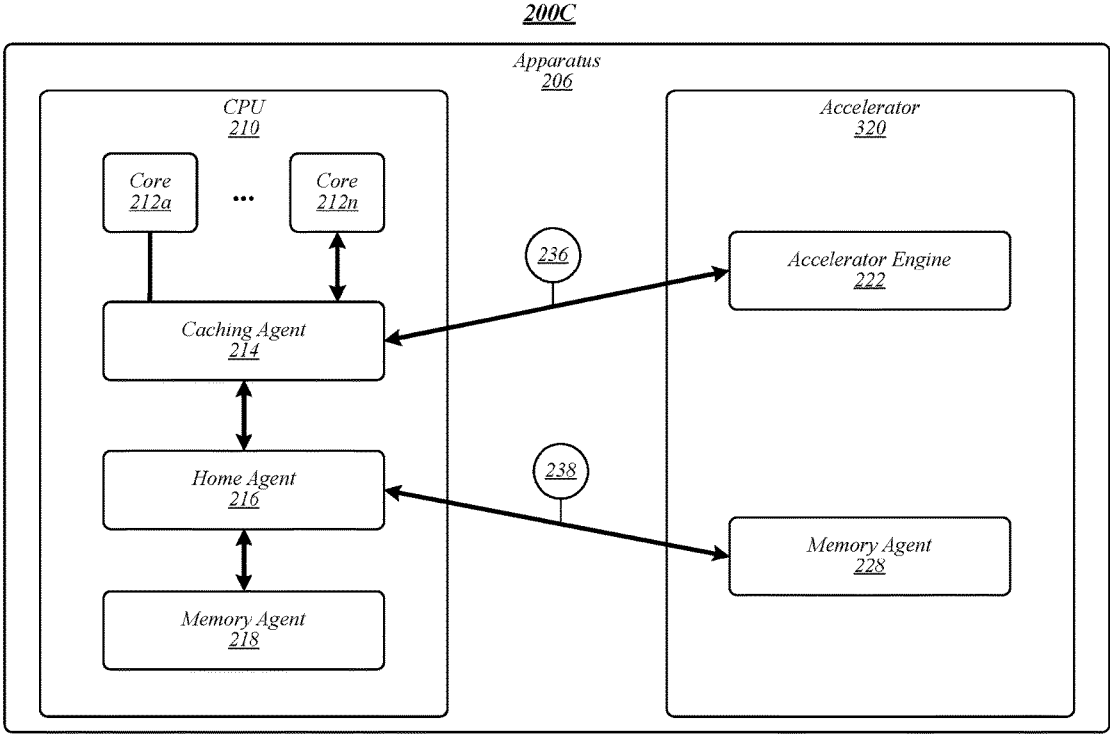 200C
Apparatus
206
CPU
210
Accelerator
320
Core
212a
...
Core
212n
236
Accelerator Engine
222
Caching Agent
214
238
Home Agent
216
Memory Agent
228
Memory Agent
218